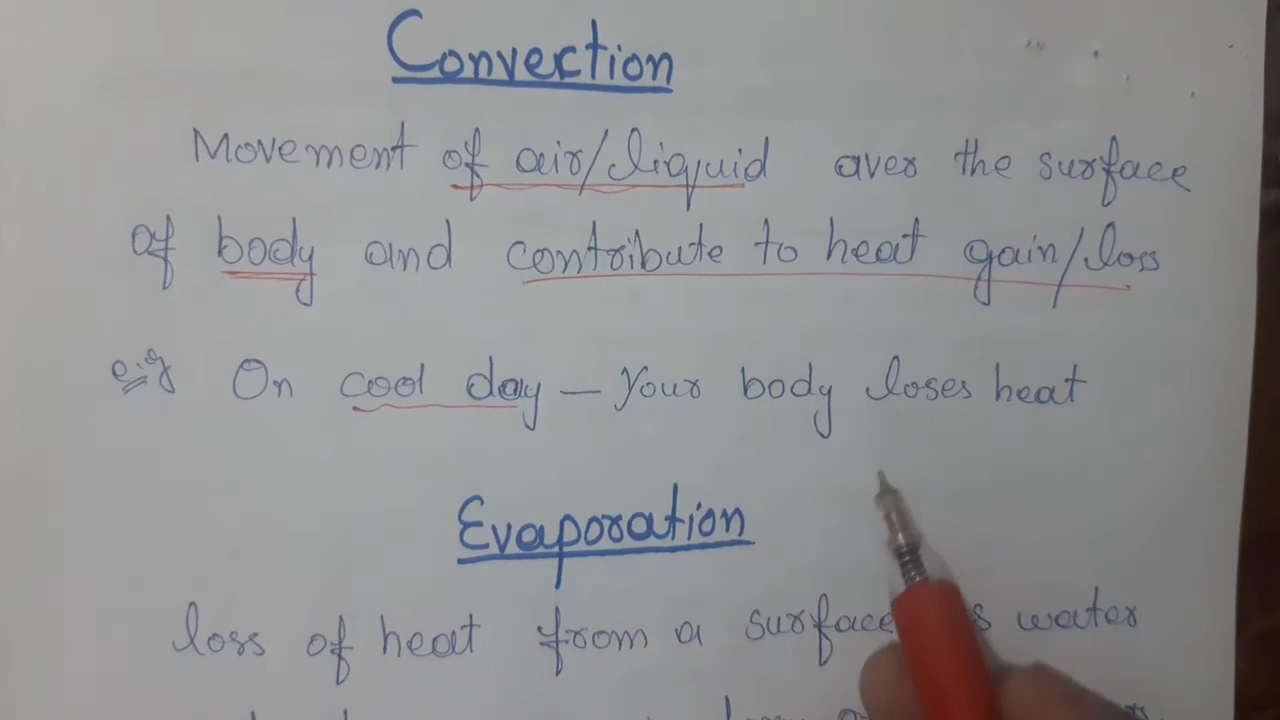 Convection
Movement of air/liquid over the surface
of body and contribute to heat gain/loss
e.g On cool day – Your body loses heat
Evaporation
loss of heat from a surface water